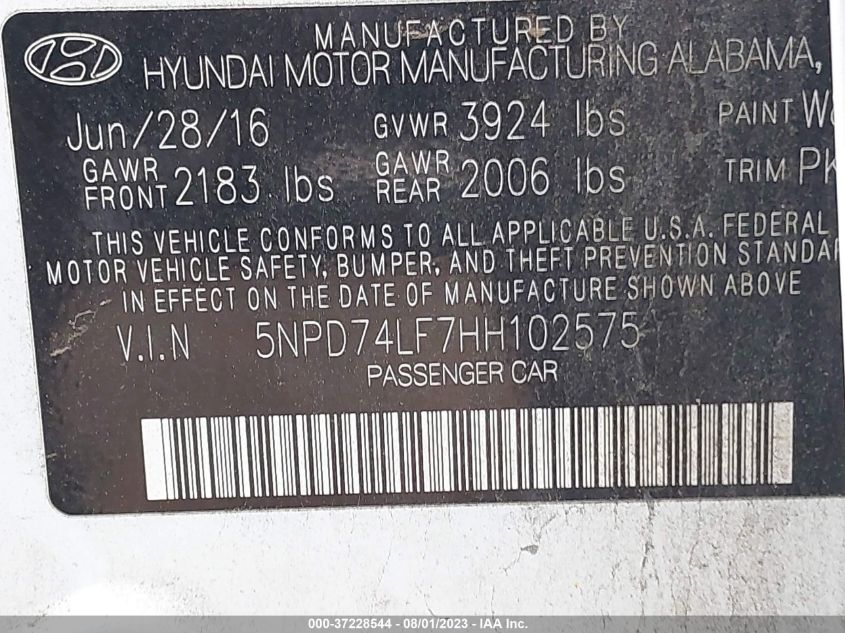 MANUFACTURED BY
HYUNDAI MOTOR MANUFACTURING ALABAMA,
Jun/28/16 GVWR 3924 lbs PAINT
GAWR FRONT 2183 lbs GAWR REAR 2006 lbs TRIM
THIS VEHICLE CONFORMS TO ALL APPLICABLE U.S.A. FEDERAL
MOTOR VEHICLE SAFETY, BUMPER, AND THEFT PREVENTION STANDA
IN EFFECT ON THE DATE OF MANUFACTURE SHOWN ABOVE
V.I.N 5NPD74LF7HH102575
PASSENGER CAR
000-37228544 - 08/01/2023 - IAA Inc.